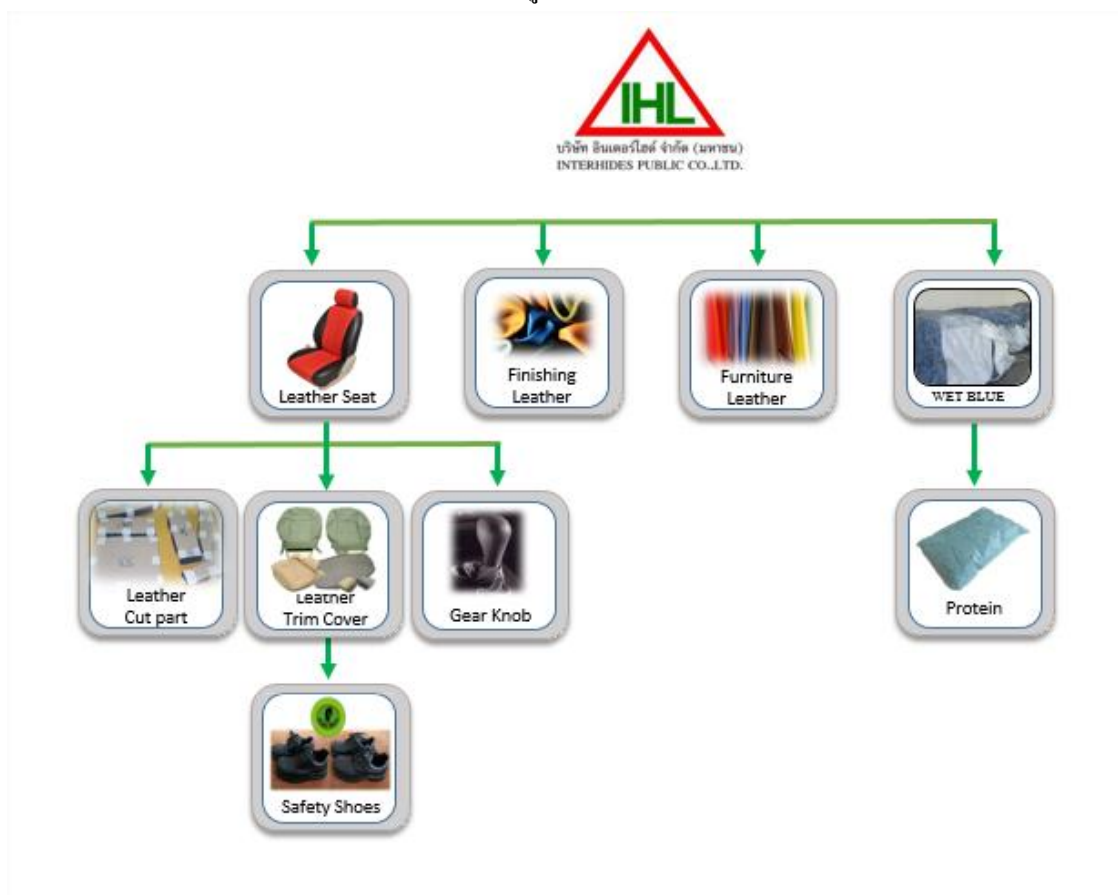 IHL
บริษัท อินเตอร์ไฮด์ จำกัด (มหาชน)
INTERHIDES PUBLIC CO.,LTD.
Leather Seat
Finishing
Leather
Furniture
Leather
WET BLUE
Leather
Cut part
Leather
Trim Cover
Gear Knob
Protein
Safety Shoes